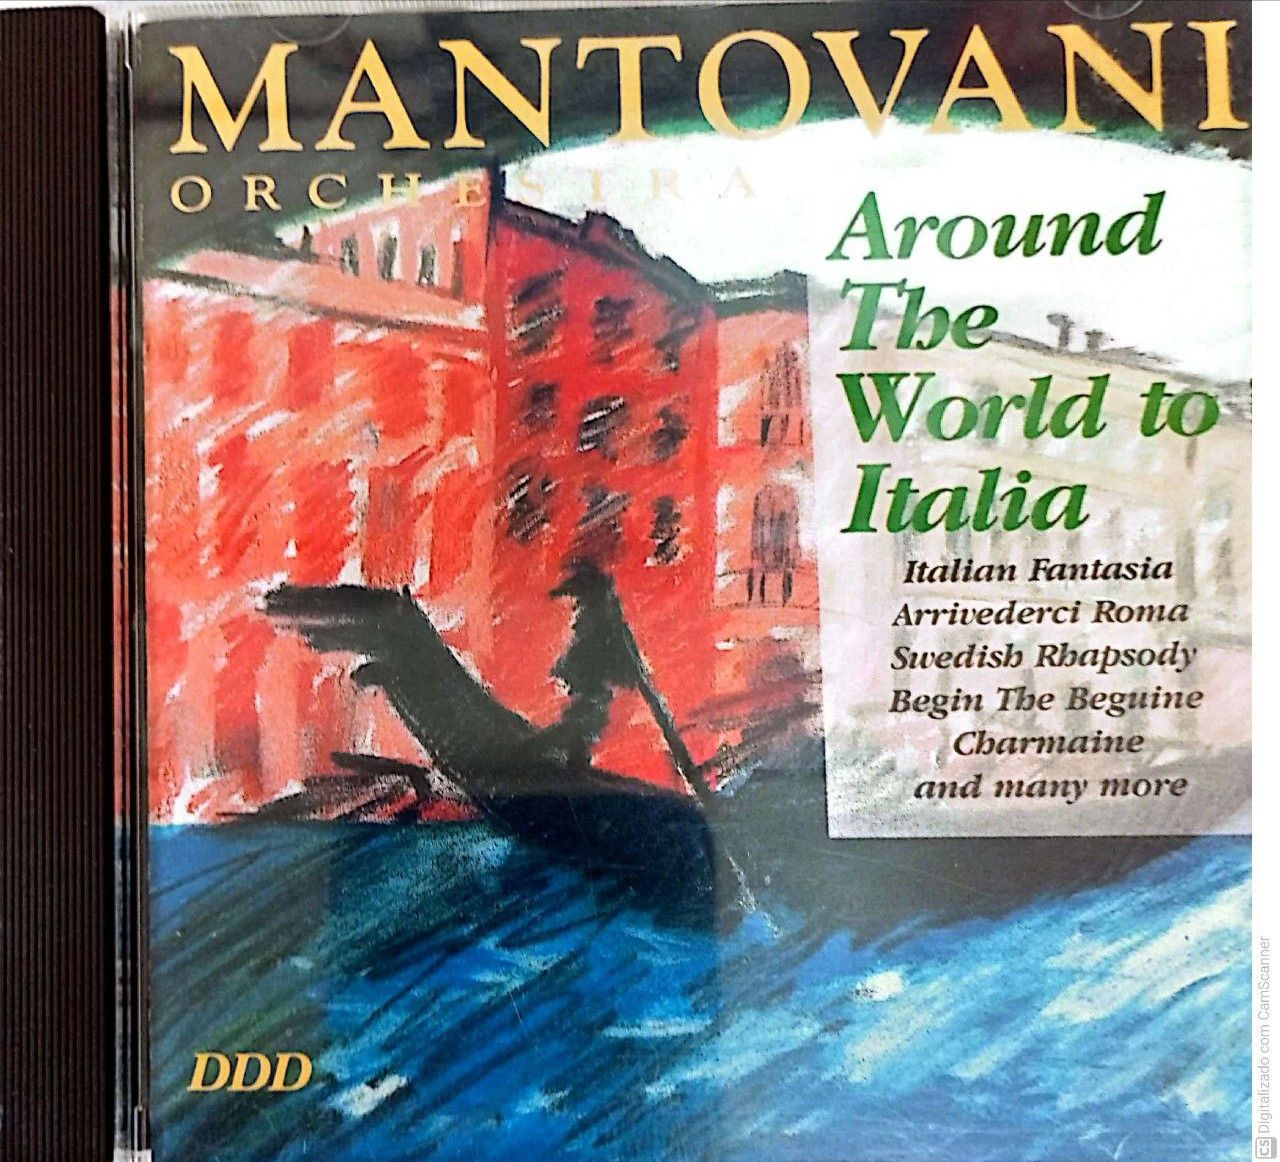 MANTOVANI
ORCHESTRA
Around
The
World to
Italia
Italian Fantasia
Arrivederci Roma
Swedish Rhapsody
Begin The Beguine
Charmaine
and many more
DDD
CS Digitalizado com CamScanner